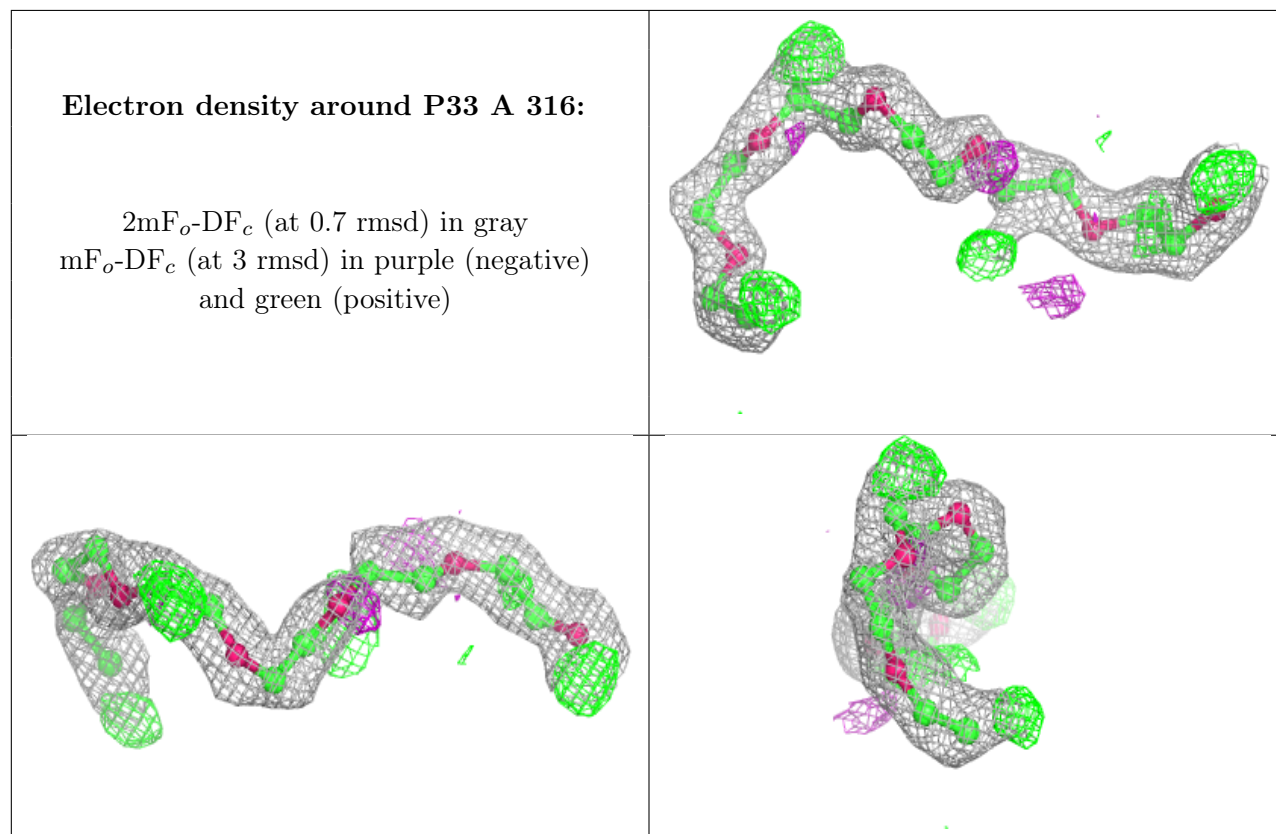 Electron density around P33 A 316:
2mFₒ-DF𝒸 (at 0.7 rmsd) in gray
mFₒ-DF𝒸 (at 3 rmsd) in purple (negative)
and green (positive)